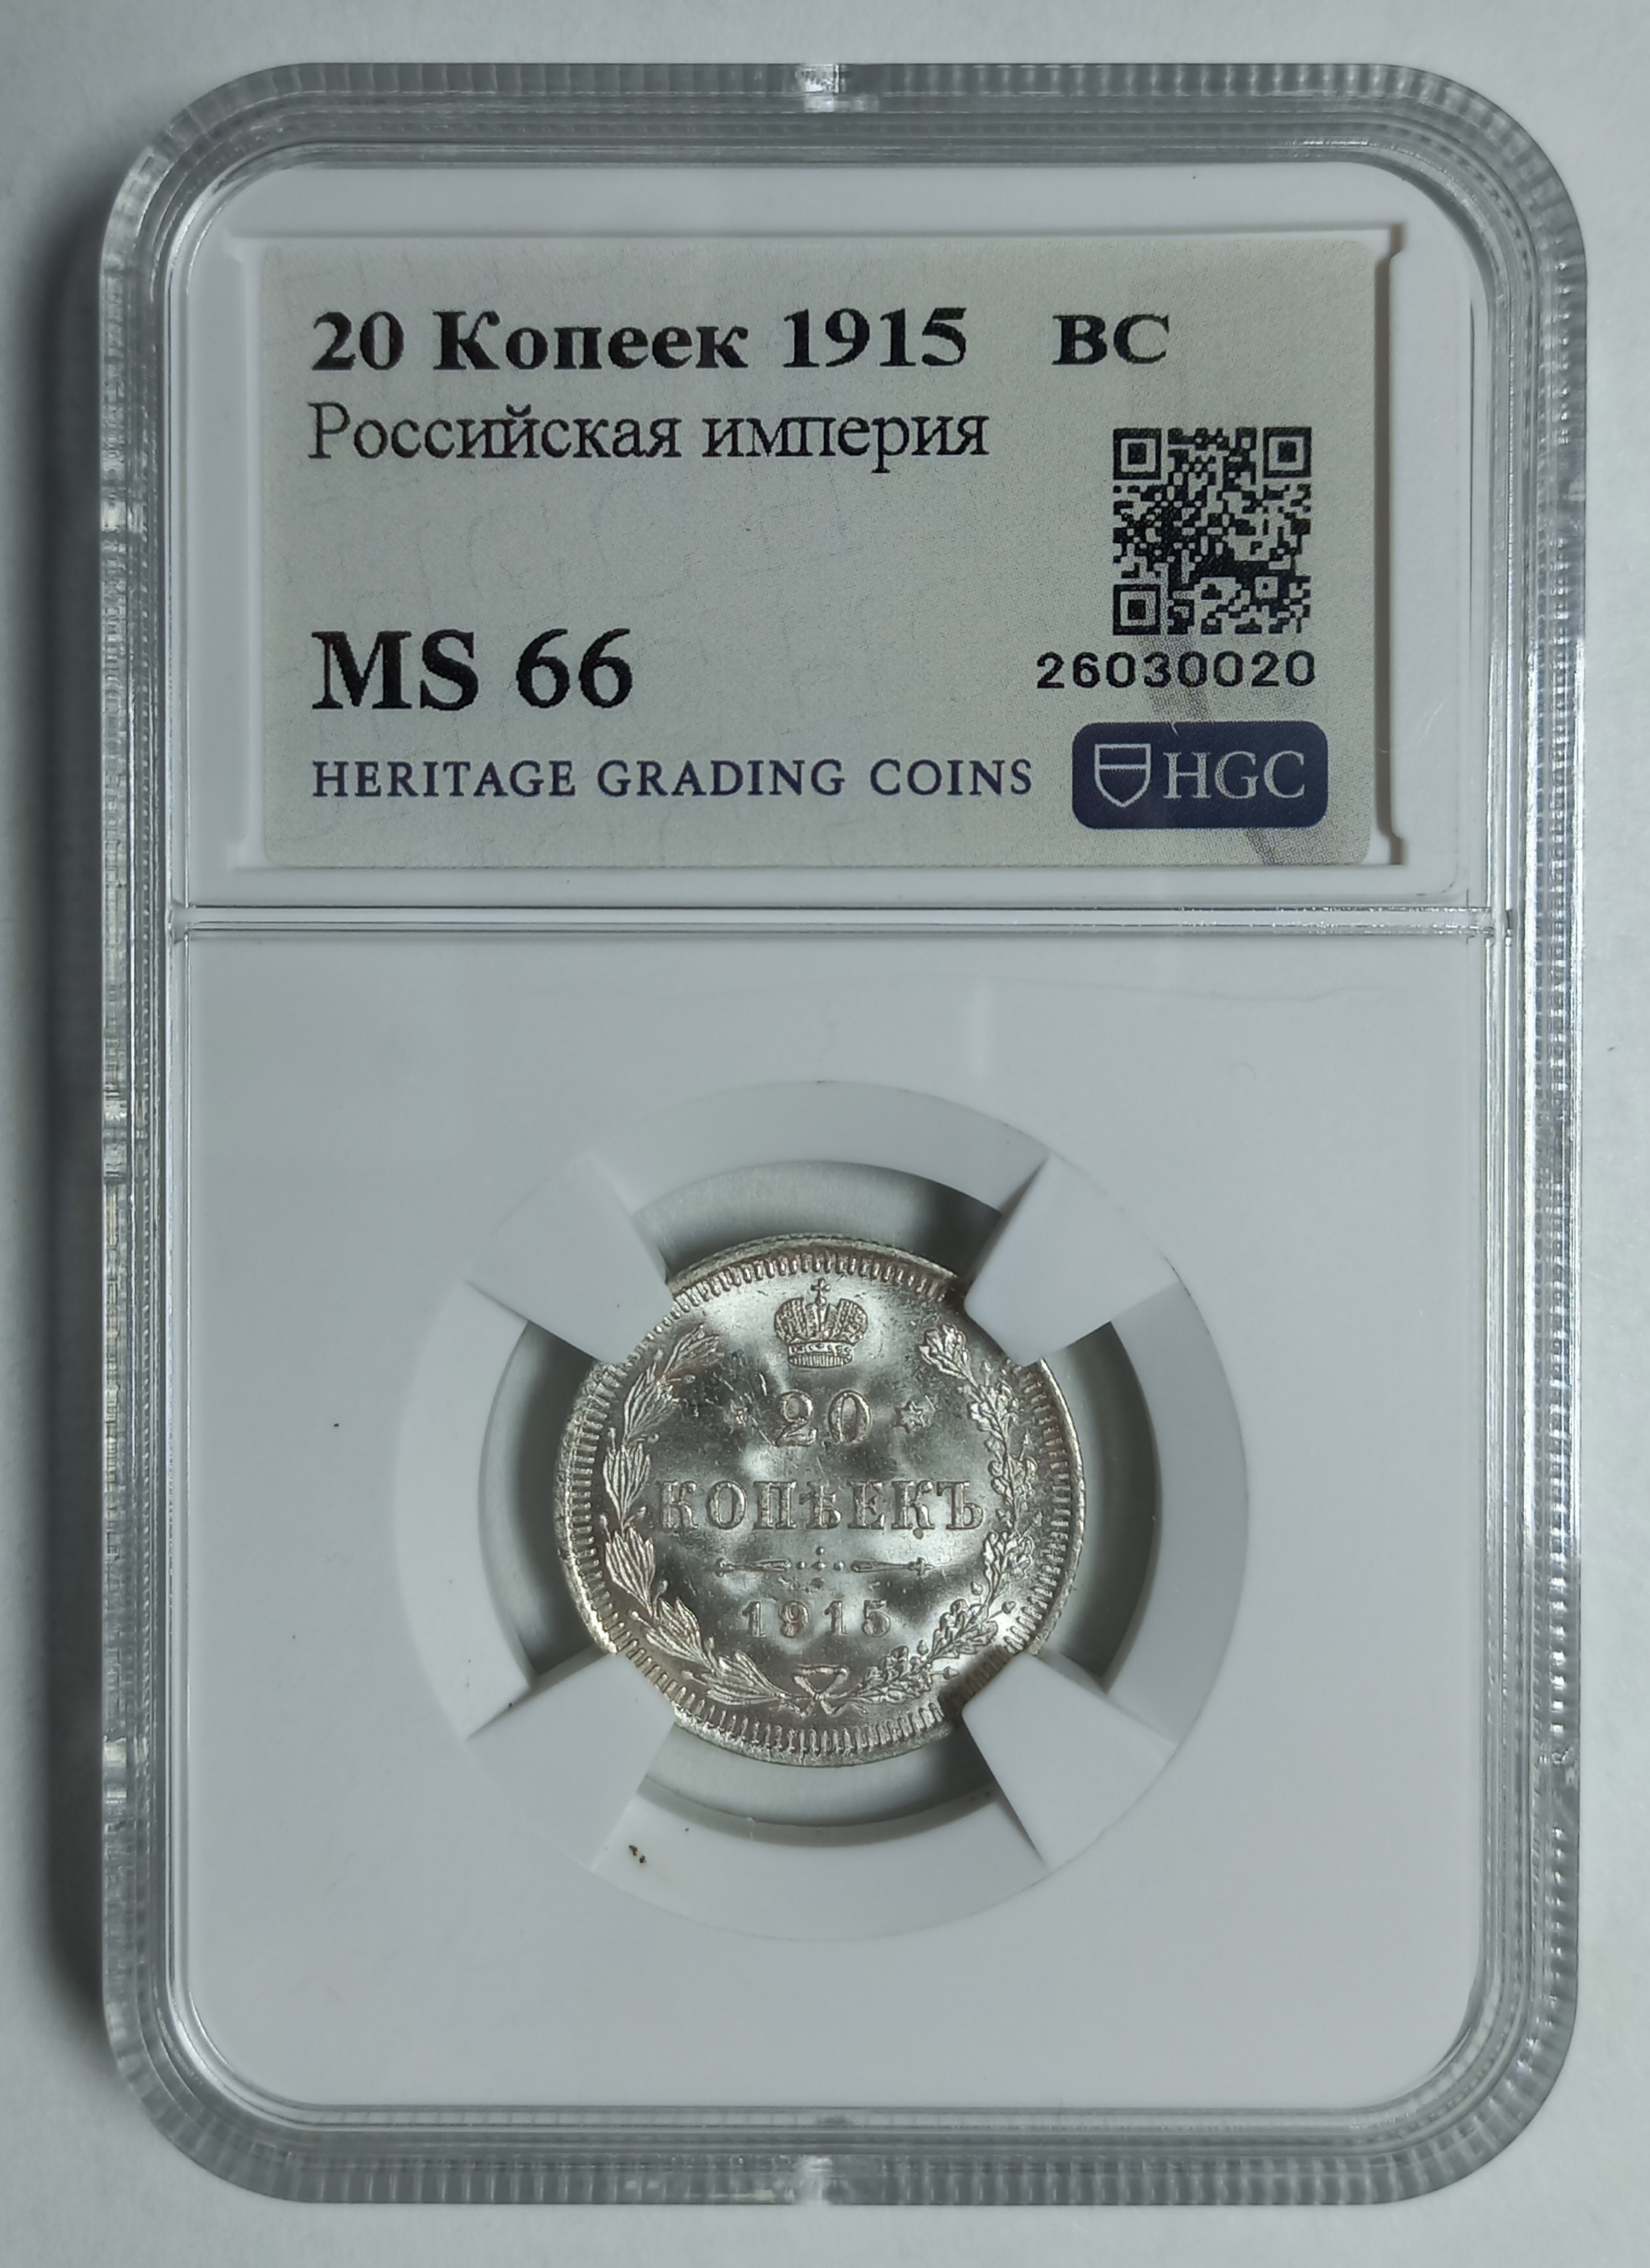 20 Копеек 1915 ВС
Российская империя
MS 66
26030020
HERITAGE GRADING COINS HGC
20
КОПѢЕКЪ
1915